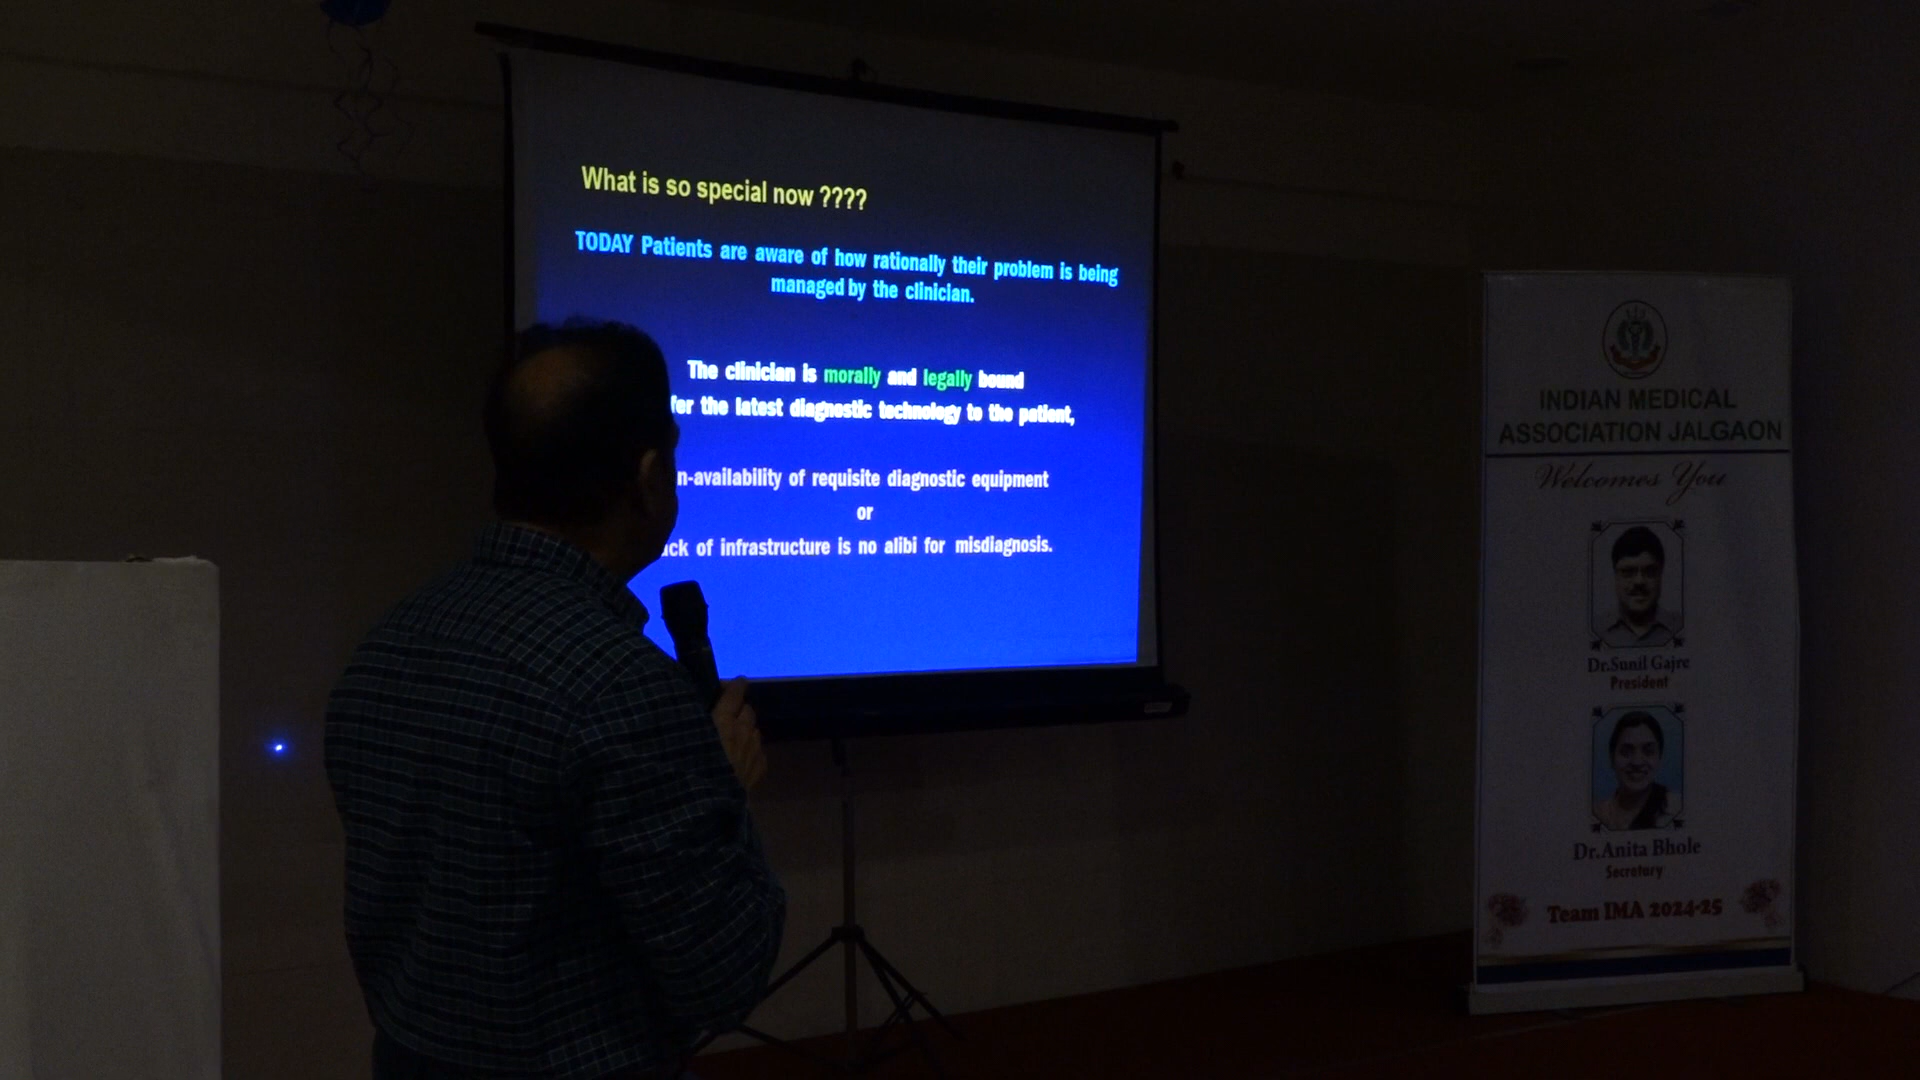 What is so special now ????
TODAY Patients are aware of how rationally their problem is being
managed by the clinician.
The clinician is morally and legally bound
fer the latest diagnostic technology to the patient,
n-availability of requisite diagnostic equipment
or
ack of infrastructure is no alibi for misdiagnosis.
INDIAN MEDICAL
ASSOCIATION JALGAON
Welcomes You
Dr.Sunil Gajre
President
Dr.Anita Bhole
Secretary
Team IMA 2024-25